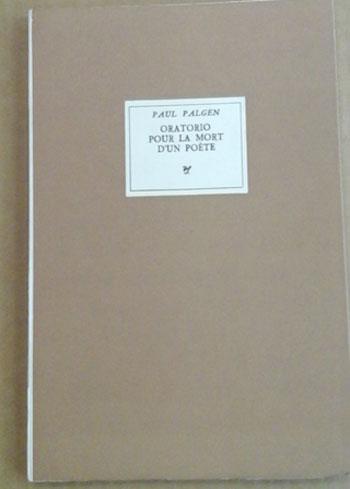 PAUL PALGEN
ORATORIO
POUR LA MORT
D'UN POÈTE